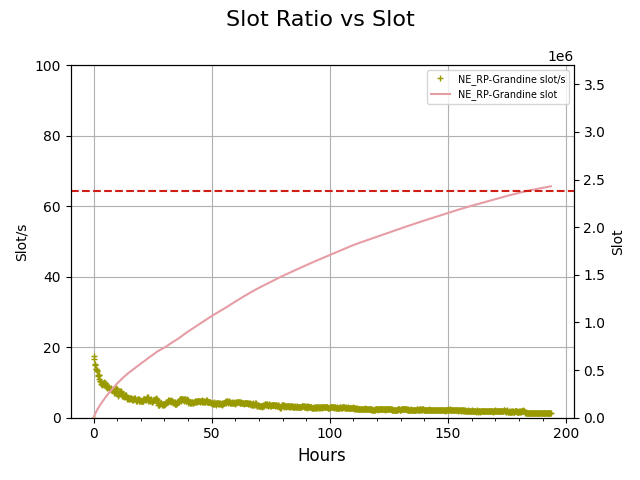 Slot Ratio vs Slot
1e6
NE_RP-Grandine slot/s
NE_RP-Grandine slot
100
80
60
40
20
0
Slot/s
3.5
3.0
2.5
2.0
1.5
1.0
0.5
0.0
Slot
0 50 100 150 200
Hours